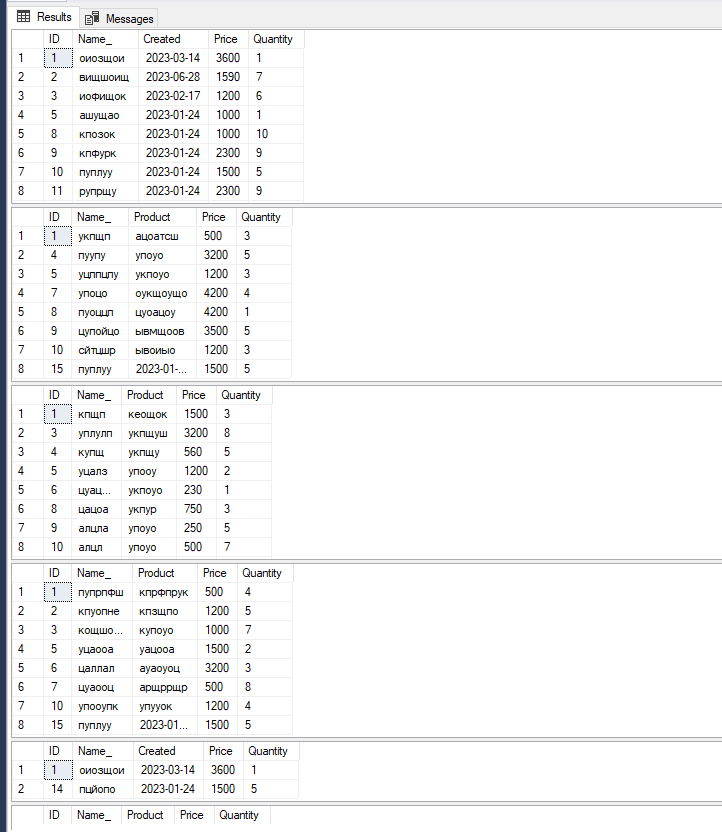 Results Messages
ID Name_ Created Price Quantity
1 1 оиозщои 2023-03-14 3600 1
2 2 вищшоищ 2023-06-28 1590 7
3 3 иофищок 2023-02-17 1200 6
4 5 ашущао 2023-01-24 1000 1
5 8 кпозок 2023-01-24 1000 10
6 9 кпфурк 2023-01-24 2300 9
7 10 пуплуу 2023-01-24 1500 5
8 11 рупрщу 2023-01-24 2300 9
ID Name_ Product Price Quantity
1 1 укпщп ацоатсш 500 3
2 4 пуупу упоуо 3200 5
3 5 уцппцпу укпоуо 1200 3
4 7 упоцо оукщоущо 4200 4
5 8 пуоццп цуоацоу 4200 1
6 9 цупойцо ывмщоов 3500 5
7 10 сйтцшр ывоиыо 1200 3
8 15 пуплуу 2023-01-... 1500 5
ID Name_ Product Price Quantity
1 1 кпщп кеощок 1500 3
2 3 уплулп укпщуш 3200 8
3 4 купщ укпщу 560 5
4 5 уцалз упооу 1200 2
5 6 цуац... укпоуо 230 1
6 8 цацоа укпур 750 3
7 9 алцла упоуо 250 5
8 10 алцл упоуо 500 7
ID Name_ Product Price Quantity
1 1 пупрпфш кпрфпрук 500 4
2 2 кпуопне кпзщпо 1200 5
3 3 кощшо... купоуо 1000 7
4 5 уцаооа уацооа 1500 2
5 6 цаллал ауаоуоц 3200 3
6 7 цуаооц арщррщр 500 8
7 10 упооупк упууок 1200 4
8 15 пуплуу 2023-01... 1500 5
ID Name_ Created Price Quantity
1 1 оиозщои 2023-03-14 3600 1
2 14 пцйопо 2023-01-24 1500 5
ID Name_ Product Price Quantity